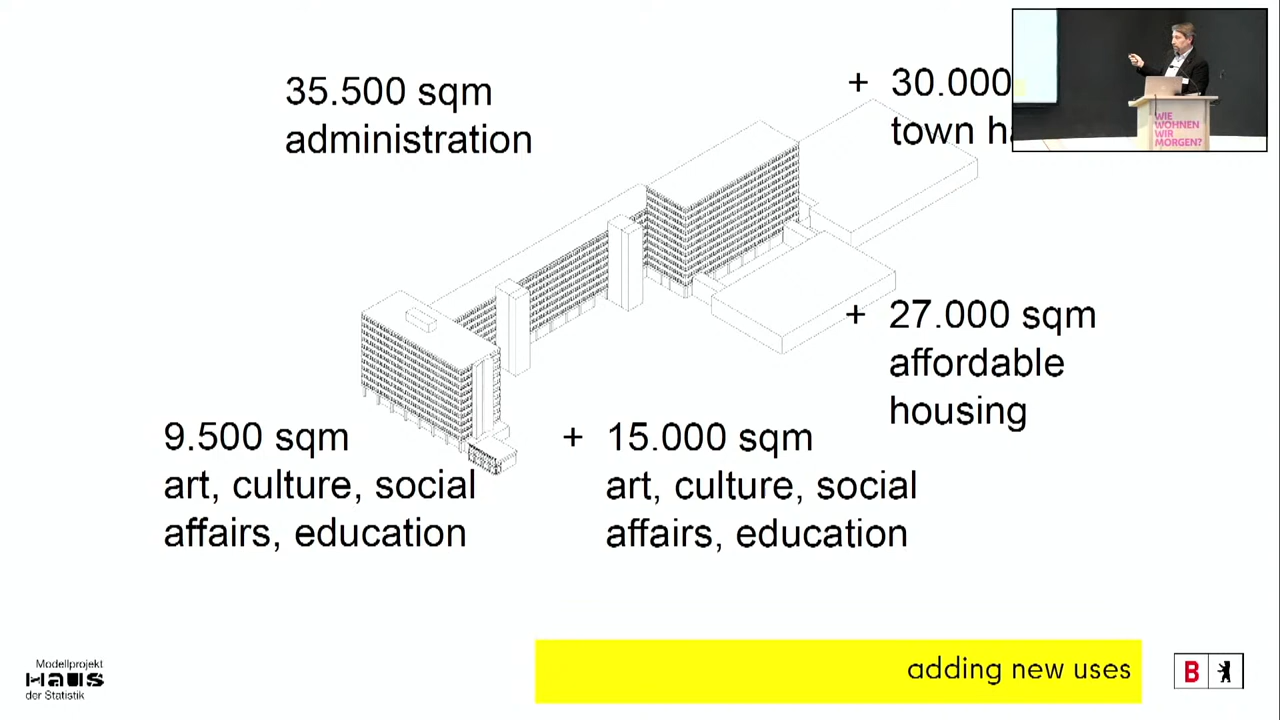 35.500 sqm
administration
+ 30.000
town
WIE
WOHNEN
WIR
MORGEN?
+ 27.000 sqm
affordable
housing
9.500 sqm
art, culture, social
affairs, education
+ 15.000 sqm
art, culture, social
affairs, education
adding new uses
Modellprojekt
HAUS
der Statistik
B